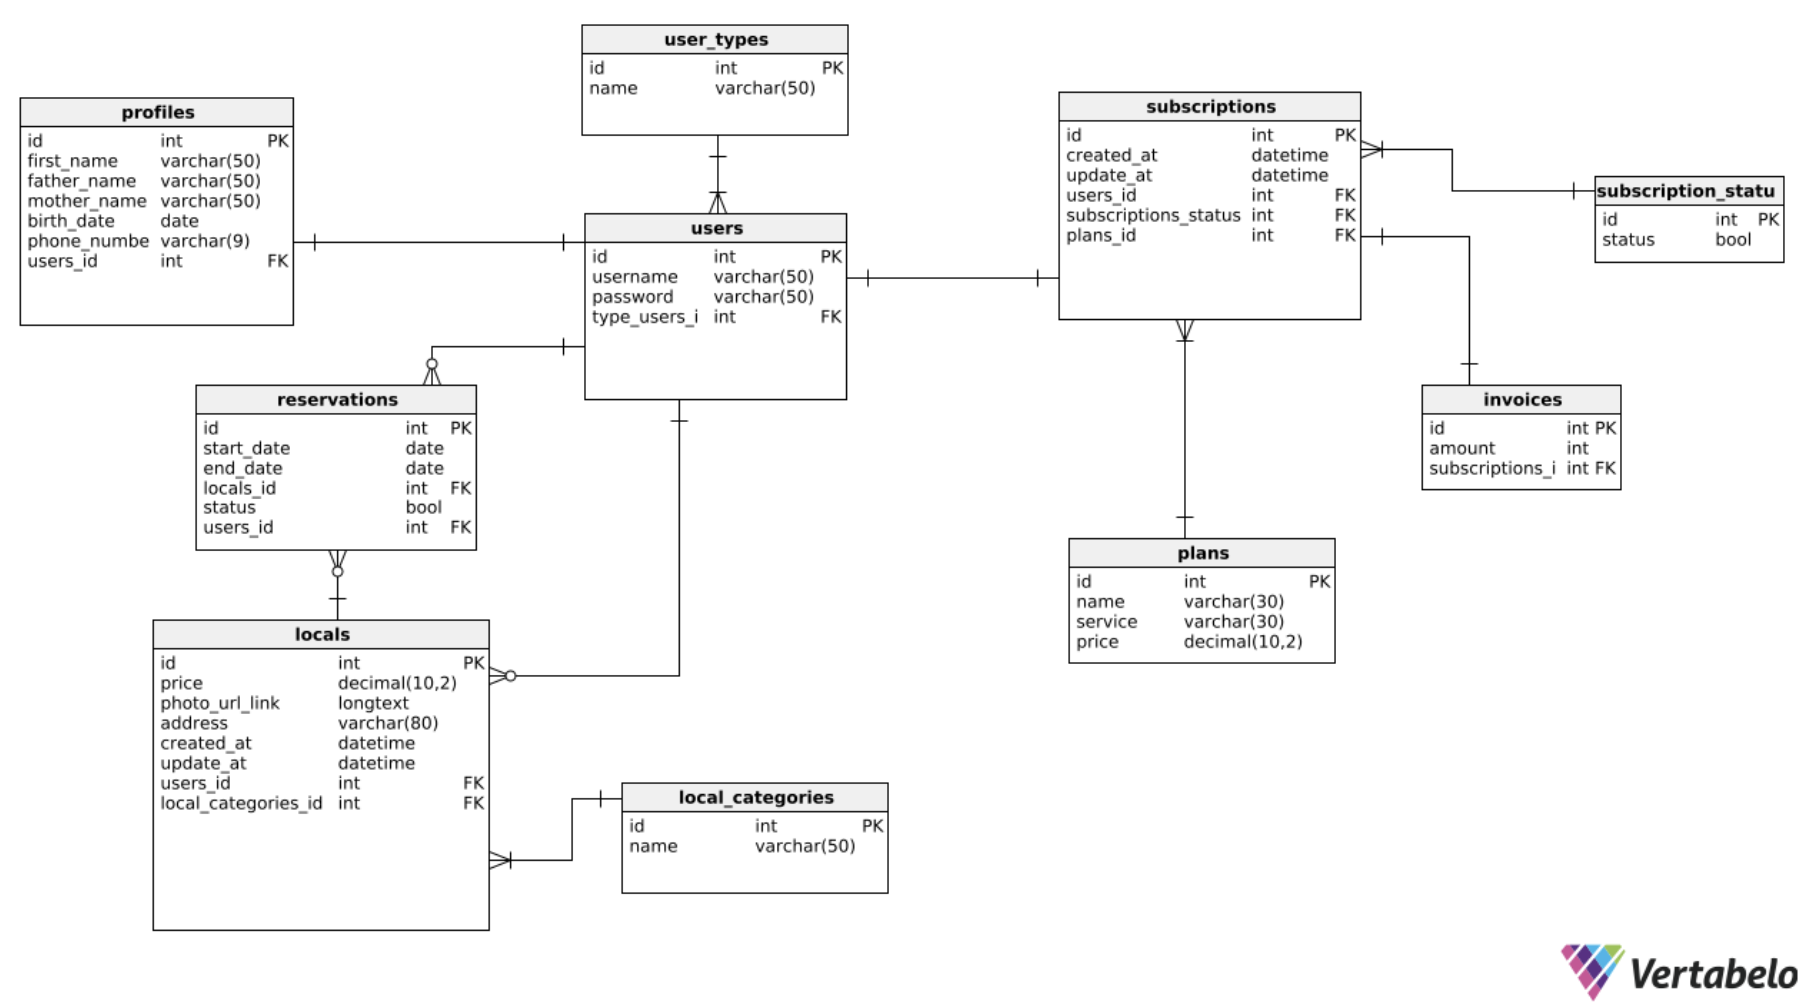 user_types
id int PK
name varchar(50)
profiles
id int PK
first_name varchar(50)
father_name varchar(50)
mother_name varchar(50)
birth_date date
phone_numbe varchar(9)
users_id int FK
users
id int PK
username varchar(50)
password varchar(50)
type_users_i int FK
subscriptions
id int PK
created_at datetime
update_at datetime
users_id int FK
subscriptions_status int FK
plans_id int FK
subscription_statu
id int PK
status bool
reservations
id int PK
start_date date
end_date date
locals_id int FK
status bool
users_id int FK
invoices
id int PK
amount int
subscriptions_i int FK
plans
id int PK
name varchar(30)
service varchar(30)
price decimal(10,2)
locals
id int PK
price decimal(10,2)
photo_url_link longtext
address varchar(80)
created_at datetime
update_at datetime
users_id int FK
local_categories_id int FK
local_categories
id int PK
name varchar(50)
Vertabelo